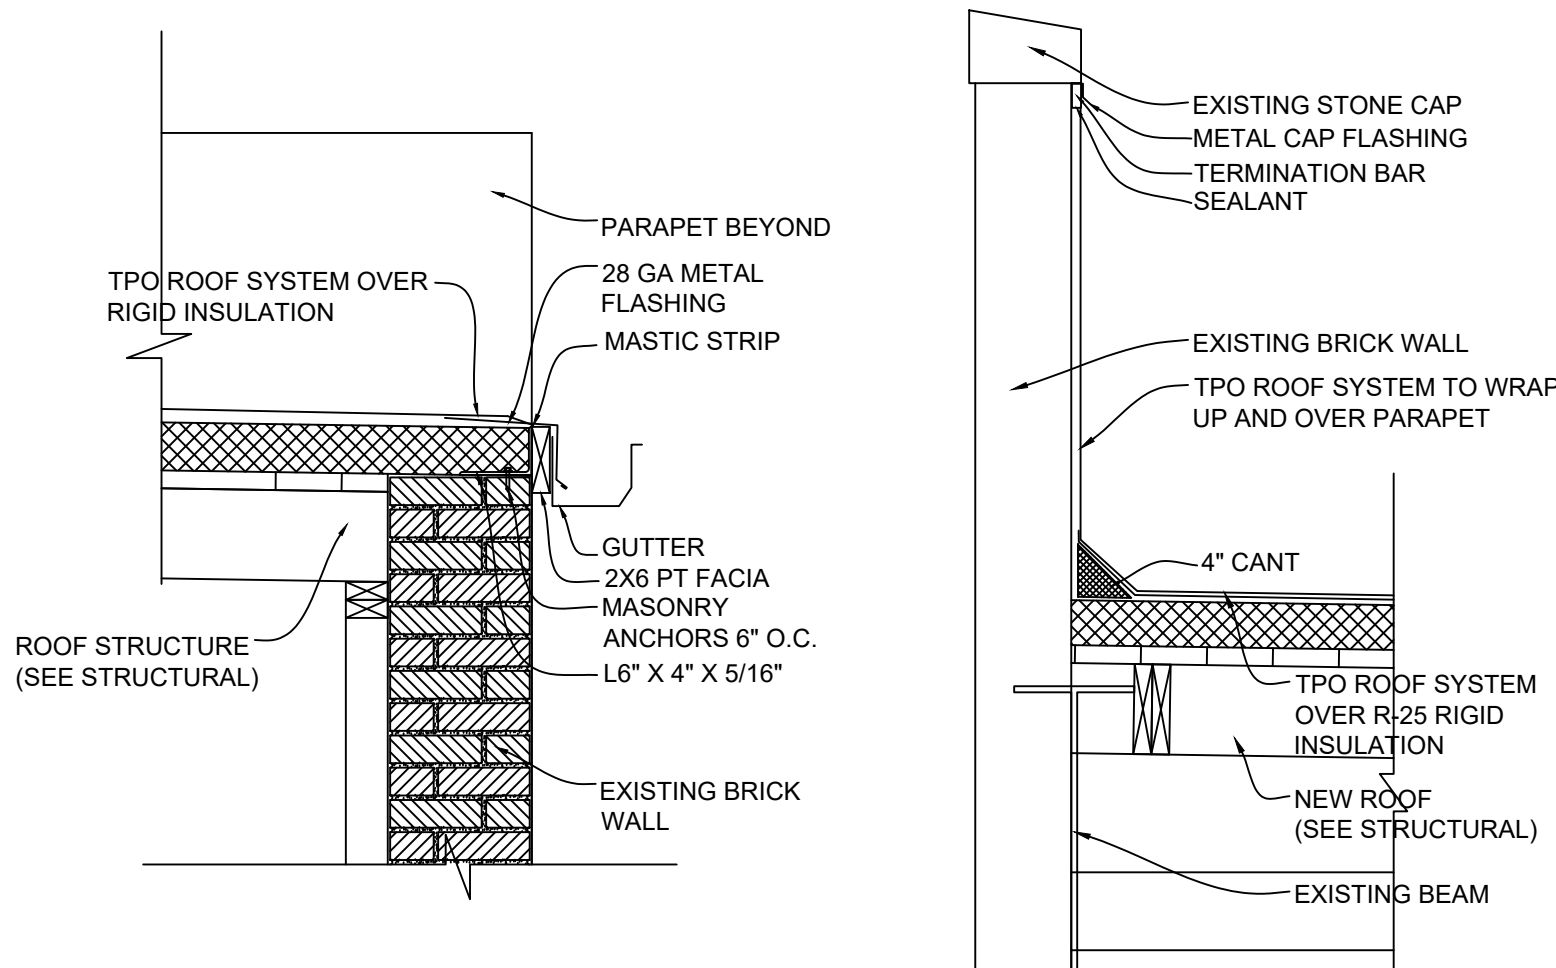 PARAPET BEYOND
TPO ROOF SYSTEM OVER
RIGID INSULATION
28 GA METAL
FLASHING
MASTIC STRIP
GUTTER
2X6 PT FACIA
MASONRY
ANCHORS 6" O.C.
L6" X 4" X 5/16"
ROOF STRUCTURE
(SEE STRUCTURAL)
EXISTING BRICK
WALL
EXISTING STONE CAP
METAL CAP FLASHING
TERMINATION BAR
SEALANT
EXISTING BRICK WALL
TPO ROOF SYSTEM TO WRAP
UP AND OVER PARAPET
4" CANT
TPO ROOF SYSTEM
OVER R-25 RIGID
INSULATION
NEW ROOF
(SEE STRUCTURAL)
EXISTING BEAM